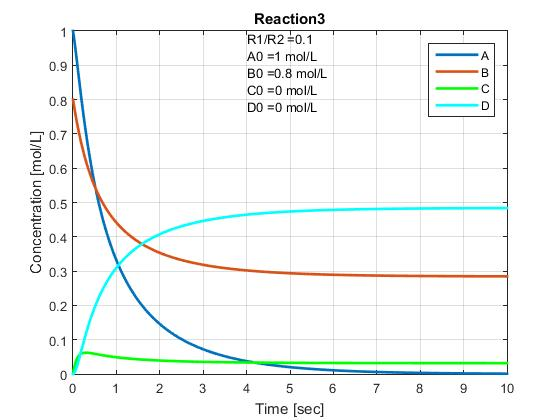 Reaction3
R1/R2 =0.1
A0 =1 mol/L
B0 =0.8 mol/L
C0 =0 mol/L
D0 =0 mol/L
A
B
C
D
Concentration [mol/L]
1
0.9
0.8
0.7
0.6
0.5
0.4
0.3
0.2
0.1
0
0 1 2 3 4 5 6 7 8 9 10
Time [sec]